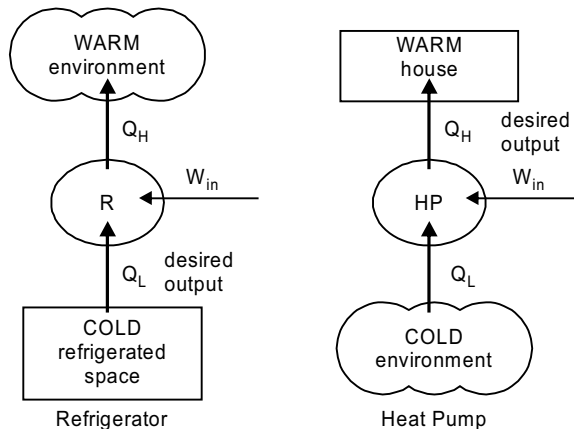 WARM
environment
Q_H
R
W_in
desired
output
Q_L
COLD
refrigerated
space
Refrigerator
WARM
house
Q_H
desired
output
W_in
HP
Q_L
COLD
environment
Heat Pump